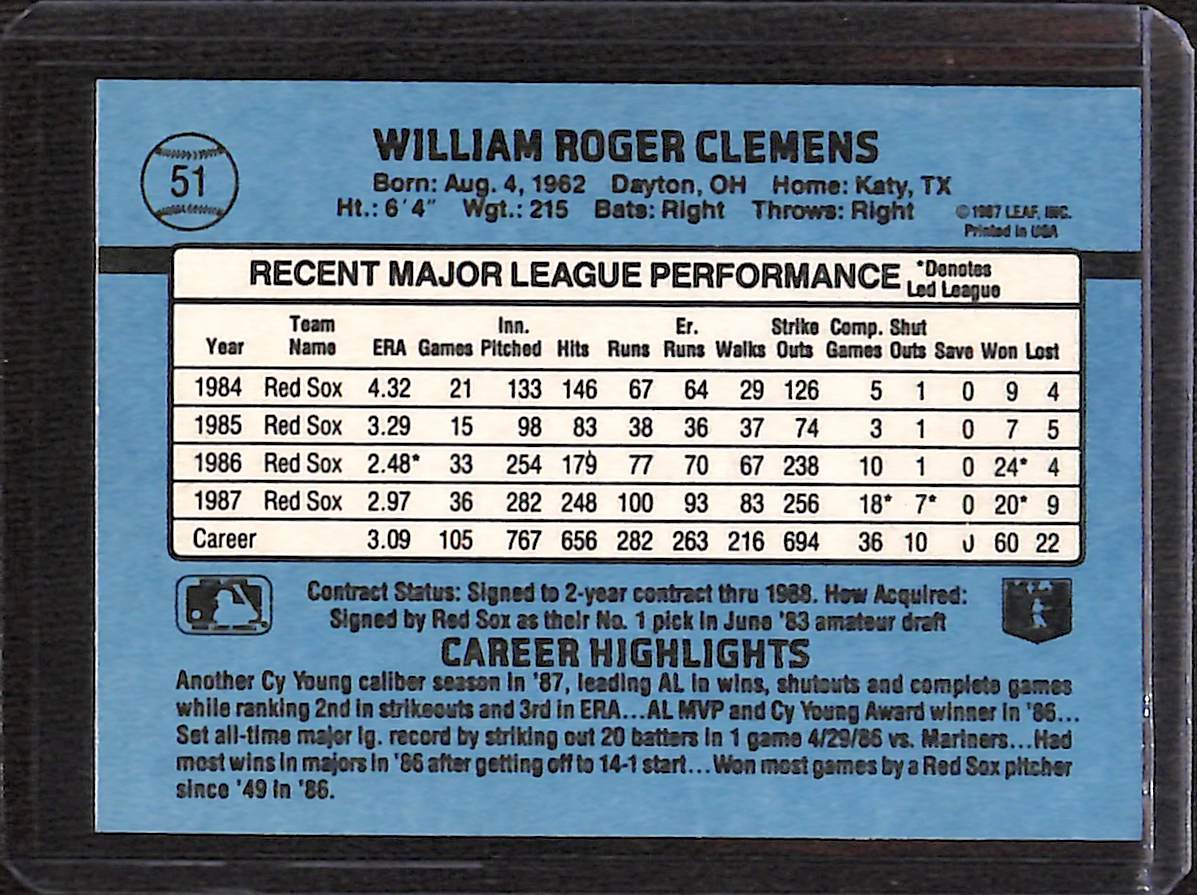 51
WILLIAM ROGER CLEMENS
Born: Aug. 4, 1962 Dayton, OH Home: Katy, TX
Ht.: 6'4" Wgt.: 215 Bats: Right Throws: Right
©1987 LEAF, INC.
Printed in USA
RECENT MAJOR LEAGUE PERFORMANCE *Denotes Led League
Year Team Name ERA Games Inn. Pitched Hits Runs Er. Runs Walks Strike Outs Comp. Games Shut Outs Save Won Lost
1984 Red Sox 4.32 21 133 146 67 64 29 126 5 1 0 9 4
1985 Red Sox 3.29 15 98 83 38 36 37 74 3 1 0 7 5
1986 Red Sox 2.48* 33 254 179 77 70 67 238 10 1 0 24* 4
1987 Red Sox 2.97 36 282 248 100 93 83 256 18* 7* 0 20* 9
Career 3.09 105 767 656 282 263 216 694 36 10 0 60 22
Contract Status: Signed to 2-year contract thru 1988. How Acquired:
Signed by Red Sox as their No. 1 pick in June '83 amateur draft
CAREER HIGHLIGHTS
Another Cy Young caliber season in '87, leading AL in wins, shutouts and complete games
while ranking 2nd in strikeouts and 3rd in ERA...AL MVP and Cy Young Award winner in '86...
Set all-time major lg. record by striking out 20 batters in 1 game 4/29/86 vs. Mariners...Had
most wins in majors in '86 after getting off to 14-1 start...Won most games by a Red Sox pitcher
since '49 in '86.